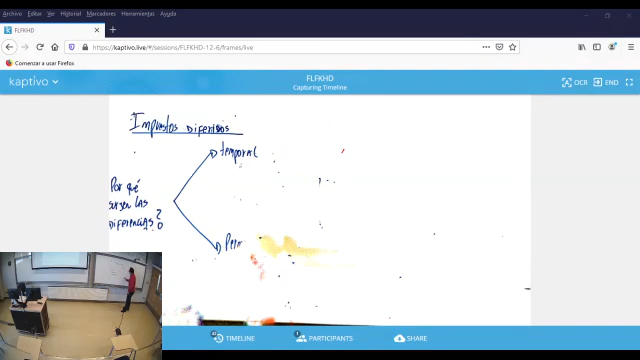 Archivo Editar Ver Historial Marcadores Herramientas Ayuda
FLFKHD
https://kaptivo.live/#/sessions/FLFKHD-12-6/frames/live
Comenzar a usar Firefox
kaptivo
FLFKHD
Capturing Timeline
OCR
END
Impuestos diferidos
temporal
Por qué
surgen las
diferencias?
Perm
TIMELINE
PARTICIPANTS
SHARE